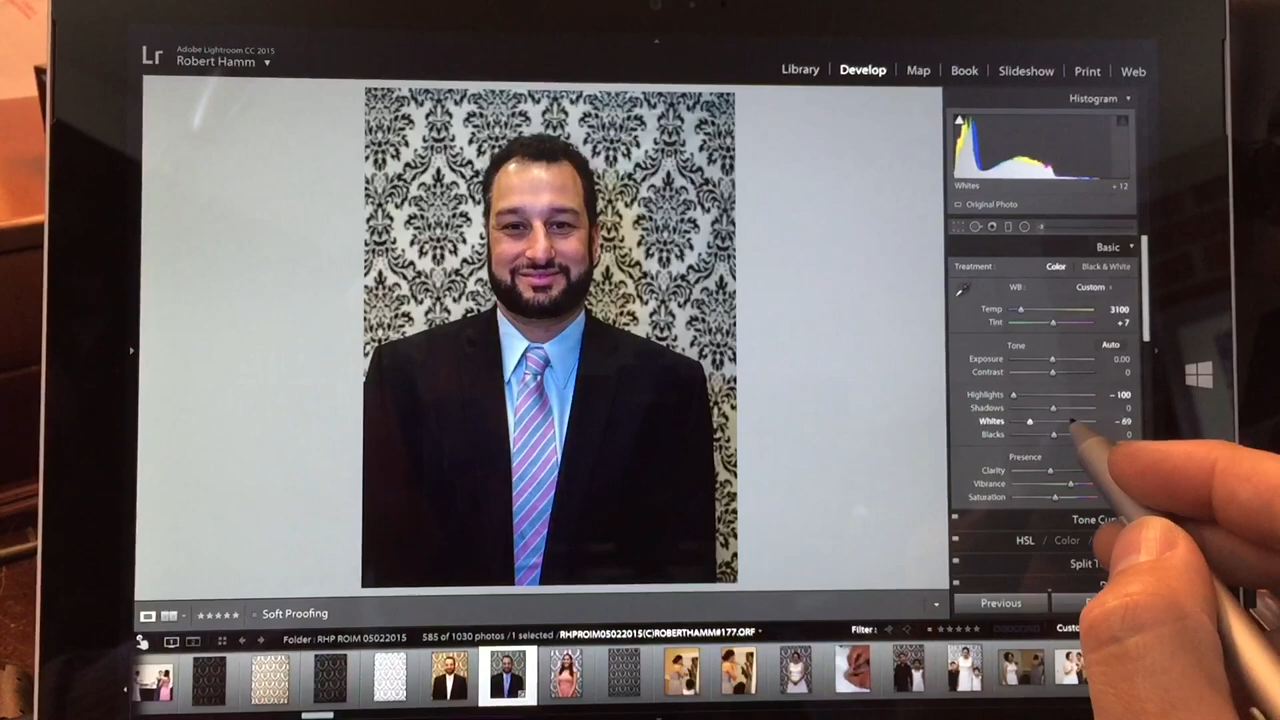 Lr Adobe Lightroom CC 2015
Robert Hamm
Library | Develop | Map | Book | Slideshow | Print | Web
Histogram
Whites + 12
Original Photo
Basic
Treatment : Color Black & White
WB : Custom
Temp 3100
Tint + 7
Tone Auto
Exposure 0.00
Contrast 0
Highlights - 100
Shadows 0
Whites - 69
Blacks 0
Presence
Clarity
Vibrance
Saturation
HSL / Color /
Previous
Soft Proofing
1 2 Folder : RHP ROIM 05022015 585 of 1030 photos / 1 selected / RHPROIM05022015(C)ROBERTHAMM#177.ORF Filter :